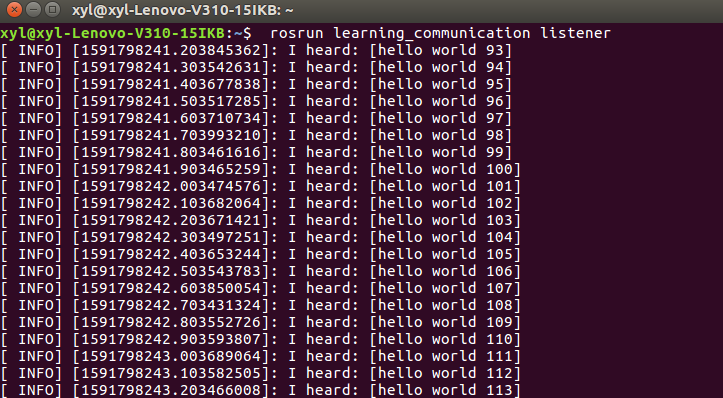 xyl@xyl-Lenovo-V310-15IKB: ~
xyl@xyl-Lenovo-V310-15IKB:~$  rosrun learning_communication listener
[ INFO] [1591798241.203845362]: I heard: [hello world 93]
[ INFO] [1591798241.303542631]: I heard: [hello world 94]
[ INFO] [1591798241.403677838]: I heard: [hello world 95]
[ INFO] [1591798241.503517285]: I heard: [hello world 96]
[ INFO] [1591798241.603710734]: I heard: [hello world 97]
[ INFO] [1591798241.703993210]: I heard: [hello world 98]
[ INFO] [1591798241.803461616]: I heard: [hello world 99]
[ INFO] [1591798241.903465259]: I heard: [hello world 100]
[ INFO] [1591798242.003474576]: I heard: [hello world 101]
[ INFO] [1591798242.103682064]: I heard: [hello world 102]
[ INFO] [1591798242.203671421]: I heard: [hello world 103]
[ INFO] [1591798242.303497251]: I heard: [hello world 104]
[ INFO] [1591798242.403653244]: I heard: [hello world 105]
[ INFO] [1591798242.503543783]: I heard: [hello world 106]
[ INFO] [1591798242.603850054]: I heard: [hello world 107]
[ INFO] [1591798242.703431324]: I heard: [hello world 108]
[ INFO] [1591798242.803552726]: I heard: [hello world 109]
[ INFO] [1591798242.903593807]: I heard: [hello world 110]
[ INFO] [1591798243.003689064]: I heard: [hello world 111]
[ INFO] [1591798243.103582505]: I heard: [hello world 112]
[ INFO] [1591798243.203466008]: I heard: [hello world 113]